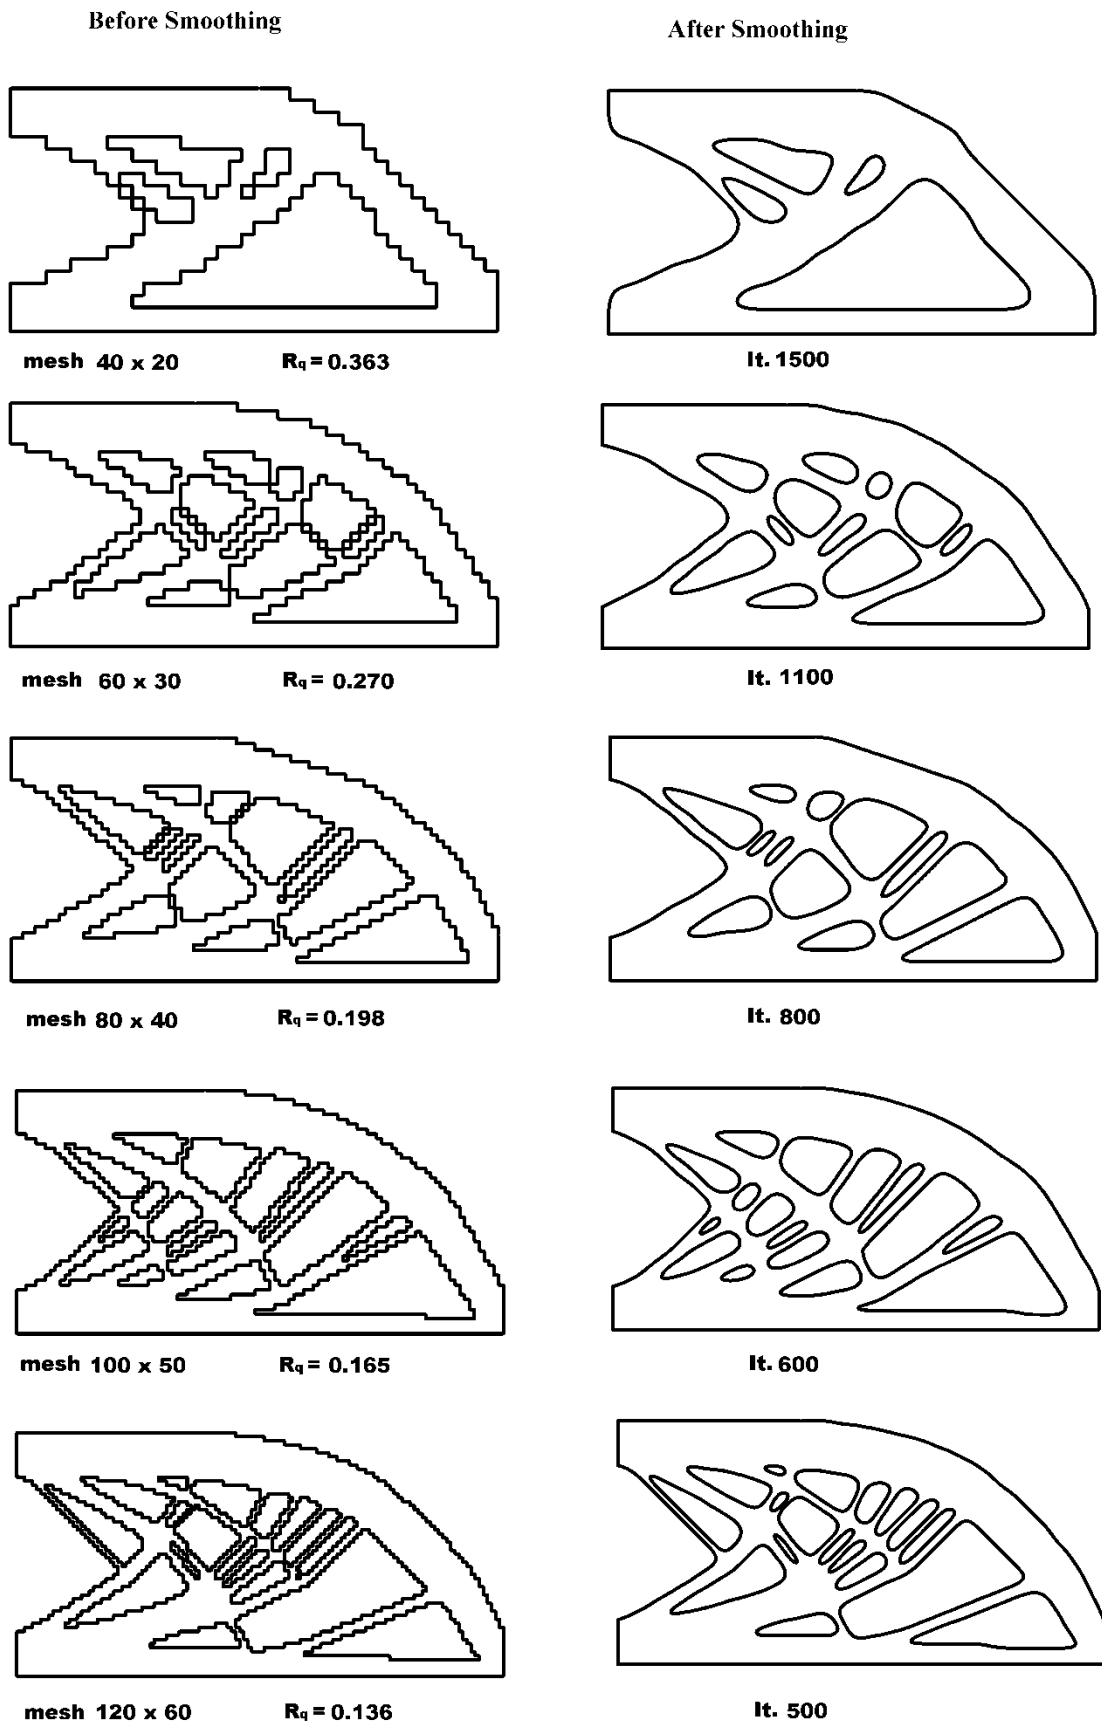 Before Smoothing
After Smoothing
mesh 40 x 20 Rq = 0.363
It. 1500
mesh 60 x 30 Rq = 0.270
It. 1100
mesh 80 x 40 Rq = 0.198
It. 800
mesh 100 x 50 Rq = 0.165
It. 600
mesh 120 x 60 Rq = 0.136
It. 500